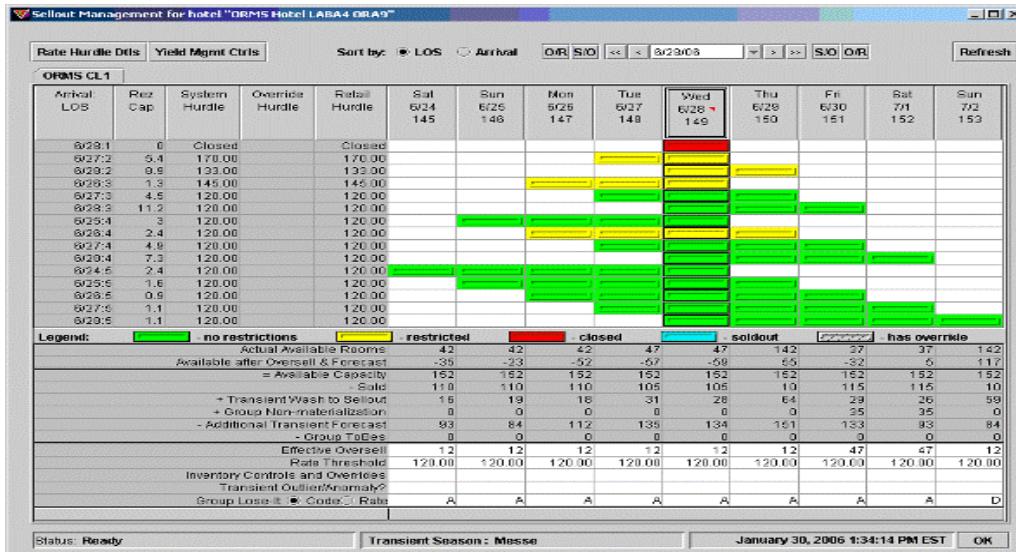 Sellout Management for hotel "ORMS Hotel LABA4 ORA9"
Rate Hurdle Dtls Yield Mgmt Ctrls Sort by: LOS Arrival O/R S/O << < 6/28/06 > >> S/O O/R Refresh
ORMS CL1
Arrival: Rez System Override Retail Sat Sun Mon Tue Wed Thu Fri Sat Sun
LOS Cap Hurdle Hurdle Hurdle 6/24 6/25 6/26 6/27 6/28 6/29 6/30 7/1 7/2
145 146 147 148 149 150 151 152 153
6/28:1 0 Closed Closed
6/27:2 5.4 170.00 170.00
6/28:2 8.9 133.00 133.00
6/26:3 1.3 145.00 145.00
6/27:3 4.5 120.00 120.00
6/28:3 11.2 120.00 120.00
6/25:4 3 120.00 120.00
6/26:4 2.4 120.00 120.00
6/27:4 4.8 120.00 120.00
6/28:4 7.3 120.00 120.00
6/24:5 2.4 120.00 120.00
6/25:5 1.6 120.00 120.00
6/26:5 0.9 120.00 120.00
6/27:5 1.1 120.00 120.00
6/28:5 1.1 120.00 120.00
Legend: - no restrictions - restricted - closed - soldout - has override
Actual Available Rooms 42 42 42 47 47 142 37 37 142
Available after Oversell & Forecast -35 -23 -52 -57 -59 55 -32 5 117
= Available Capacity 152 152 152 152 152 152 152 152 152
- Sold 110 110 110 105 105 10 115 115 10
+ Transient Wash to Sellout 16 19 18 31 28 64 29 26 59
+ Group Non-materialization 0 0 0 0 0 0 35 35 0
- Additional Transient Forecast 93 84 112 135 134 151 133 93 84
- Group ToBes 0 0 0 0 0 0 0 0 0
Effective Oversell 12 12 12 12 12 12 47 47 12
Rate Threshold 120.00 120.00 120.00 120.00 120.00 120.00 120.00 120.00 120.00
Inventory Controls and Overrides
Transient Outlier/Anomaly?
Group Lose-It Code Rate A A A A A A A A D
Status: Ready Transient Season : Messe January 30, 2006 1:34:14 PM EST OK